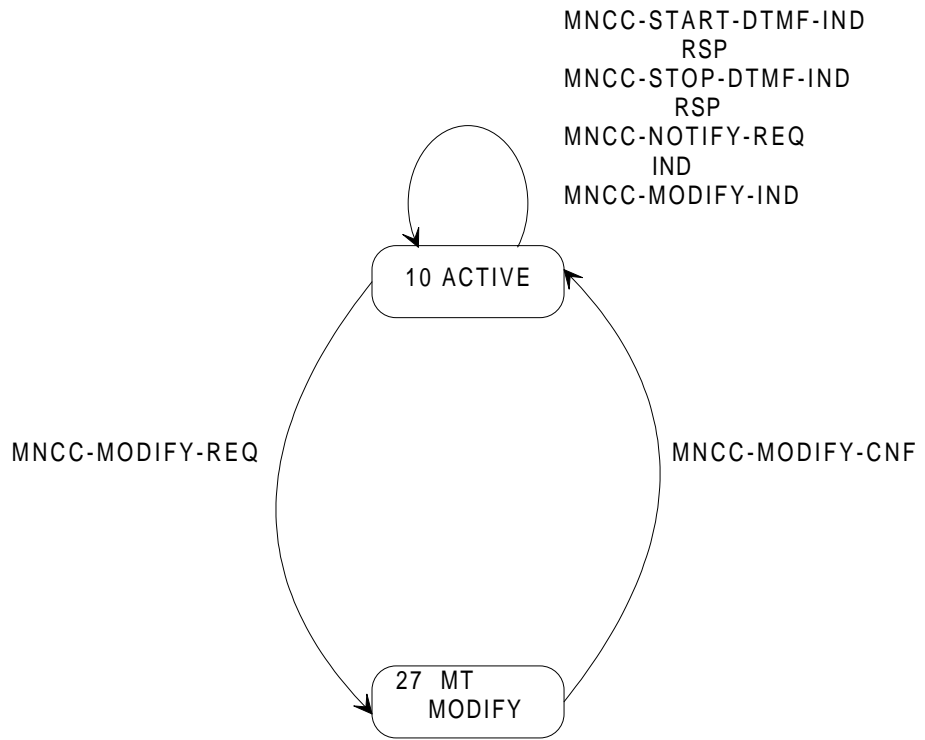 MNCC-START-DTMF-IND
RSP
MNCC-STOP-DTMF-IND
RSP
MNCC-NOTIFY-REQ
IND
MNCC-MODIFY-IND
10 ACTIVE
MNCC-MODIFY-REQ
MNCC-MODIFY-CNF
27 MT
MODIFY